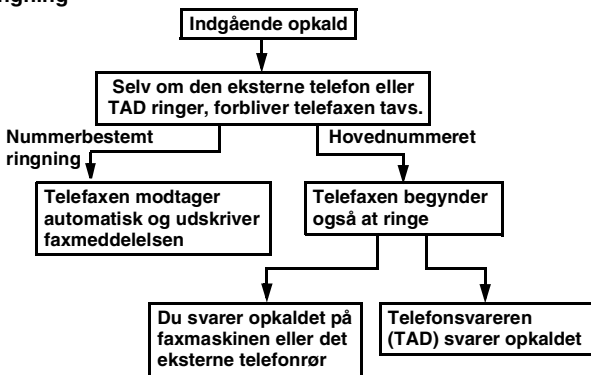 Indgående opkald
Selv om den eksterne telefon eller
TAD ringer, forbliver telefaxen tavs.
Nummerbestemt
ringning
Hovednummeret
Telefaxen modtager
automatisk og udskriver
faxmeddelelsen
Telefaxen begynder
også at ringe
Du svarer opkaldet på
faxmaskinen eller det
eksterne telefonrør
Telefonsvareren
(TAD) svarer opkaldet